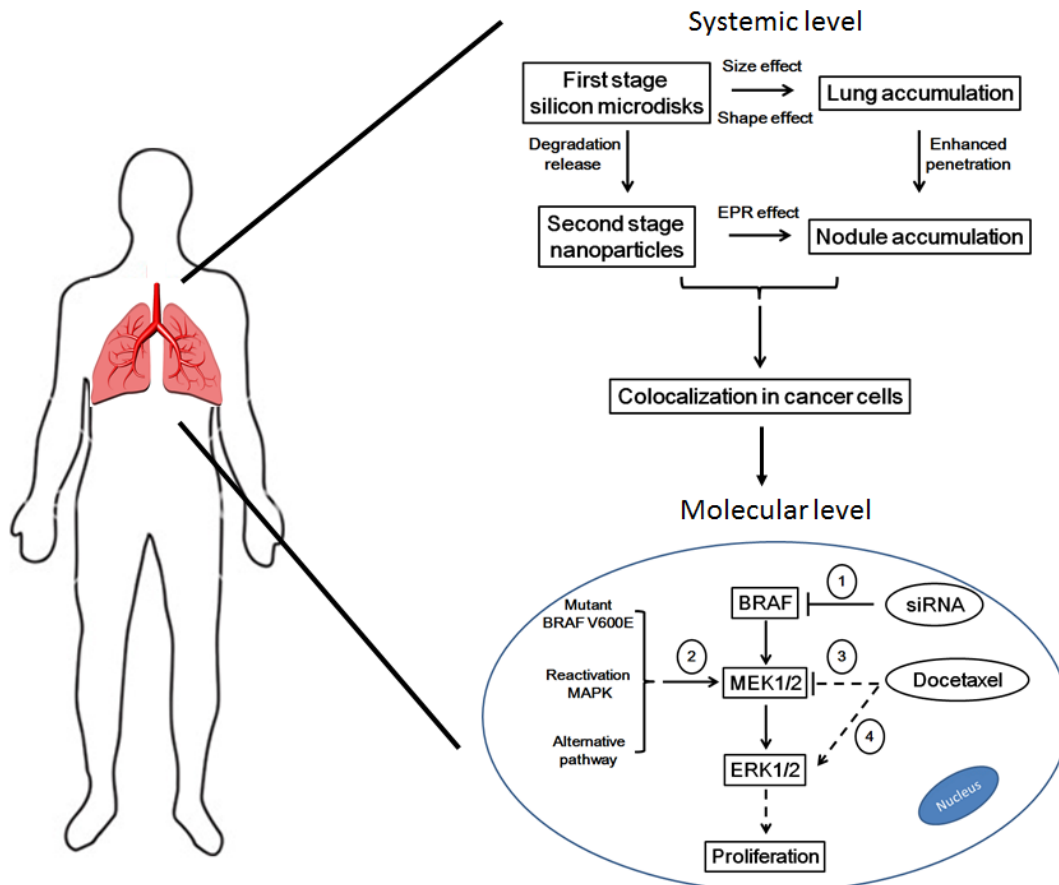 Systemic level
First stage
silicon microdisks
Size effect
Shape effect
Lung accumulation
Degradation
release
Enhanced
penetration
Second stage
nanoparticles
EPR effect
Nodule accumulation
Colocalization in cancer cells
Molecular level
Mutant
BRAF V600E
Reactivation
MAPK
Alternative
pathway
2
BRAF
1
siRNA
MEK1/2
3
Docetaxel
4
ERK1/2
Nucleus
Proliferation